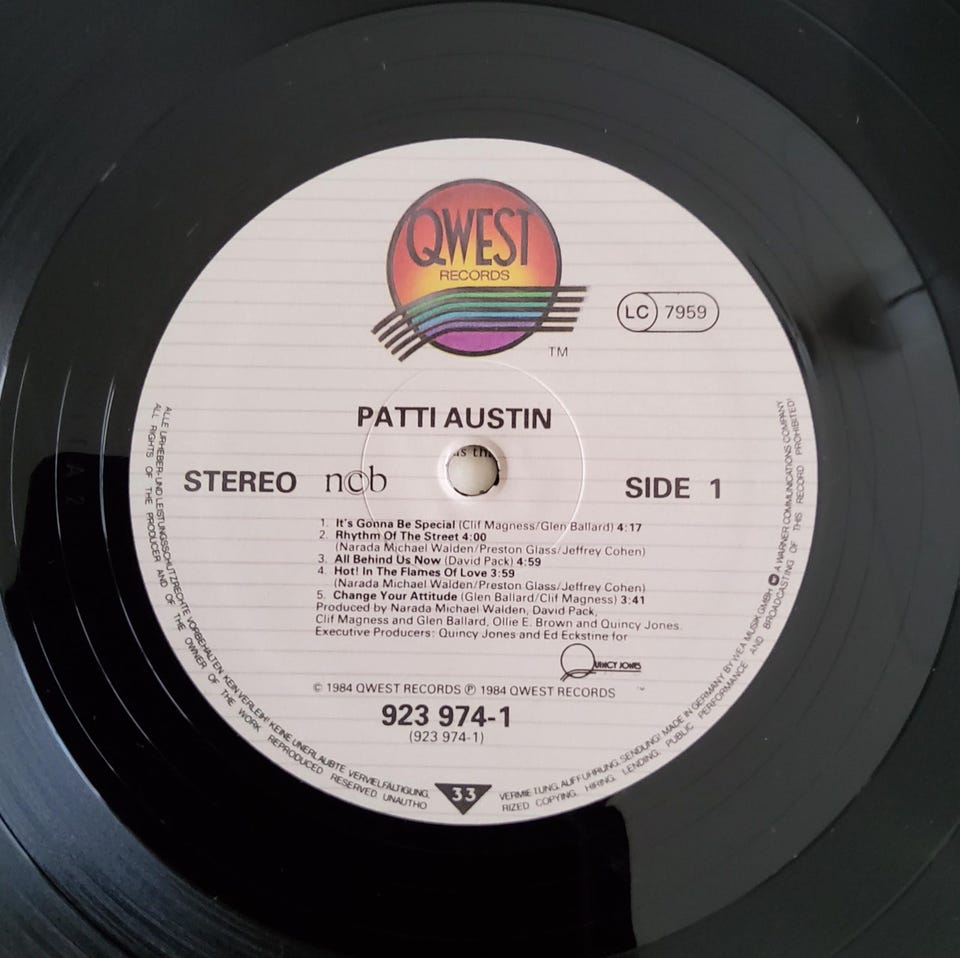 QWEST
RECORDS
TM
LC 7959
PATTI AUSTIN
STEREO ncb SIDE 1
1. It's Gonna Be Special (Clif Magness/Glen Ballard) 4:17
2. Rhythm Of The Street 4:00
(Narada Michael Walden/Preston Glass/Jeffrey Cohen)
3. All Behind Us Now (David Pack) 4:59
4. Hot! In The Flames Of Love 3:59
(Narada Michael Walden/Preston Glass/Jeffrey Cohen)
5. Change Your Attitude (Glen Ballard/Clif Magness) 3:41
Produced by Narada Michael Walden, David Pack,
Clif Magness and Glen Ballard, Ollie E. Brown and Quincy Jones.
Executive Producers: Quincy Jones and Ed Eckstine for
QUINCY JONES
© 1984 QWEST RECORDS ℗ 1984 QWEST RECORDS
923 974-1
(923 974-1)
33
ALLE URHEBER- UND LEISTUNGSSCHUTZRECHTE VORBEHALTEN KEIN VERLEIH! KEINE UNERLAUBTE VERVIELFÄLTIGUNG, VERMIETUNG, AUFFÜHRUNG, SENDUNG! MADE IN GERMANY BY WEA MUSIK GMBH A WARNER COMMUNICATIONS COMPANY
ALL RIGHTS OF THE PRODUCER AND OF THE OWNER OF THE WORK REPRODUCED RESERVED UNAUTHORIZED COPYING, HIRING, LENDING, PUBLIC PERFORMANCE AND BROADCASTING OF THIS RECORD PROHIBITED!